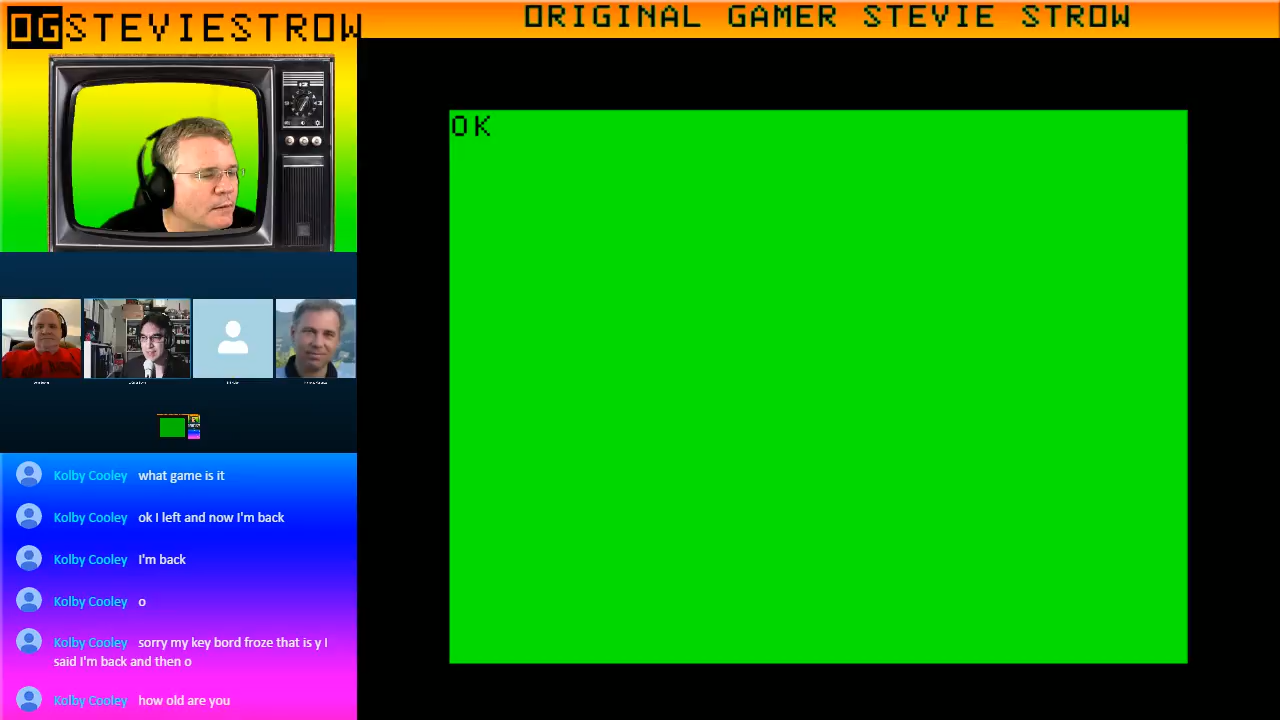 OGSTEVIESTROW
ORIGINAL GAMER STEVIE STROW
OK
Kolby Cooley what game is it
Kolby Cooley ok I left and now I'm back
Kolby Cooley I'm back
Kolby Cooley o
Kolby Cooley sorry my key bord froze that is y I
said I'm back and then o
Kolby Cooley how old are you